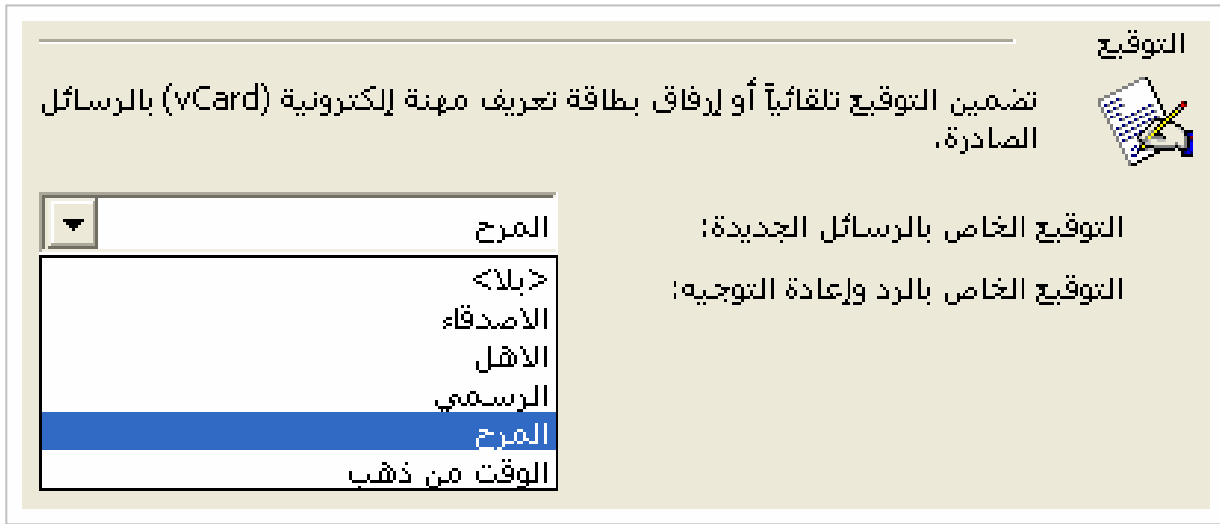 التوقيع
تضمين التوقيع تلقائياً أو إرفاق بطاقة تعريف مهنة إلكترونية (vCard) بالرسائل
الصادرة.
التوقيع الخاص بالرسائل الجديدة:
المرح
التوقيع الخاص بالرد وإعادة التوجيه:
<بلا>
الاصدقاء
الاهل
الرسمي
المرح
الوقت من ذهب